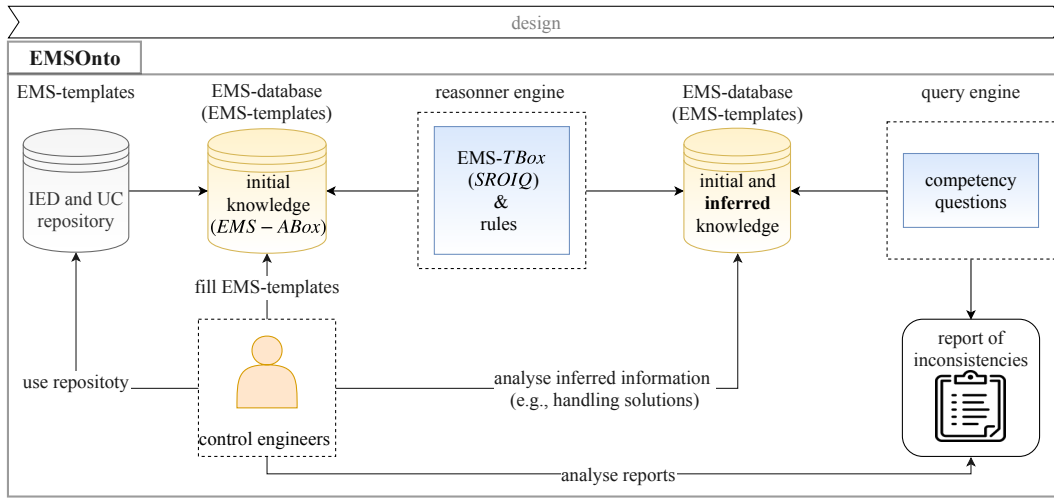 design
EMSOnto
EMS-templates
EMS-database
(EMS-templates)
reasonner engine
EMS-database
(EMS-templates)
query engine
IED and UC
repository
initial
knowledge
(EMS − ABox)
EMS-TBox
(SROIQ)
&
rules
initial and
inferred
knowledge
competency
questions
fill EMS-templates
use repositoty
control engineers
analyse inferred information
(e.g., handling solutions)
report of
inconsistencies
analyse reports